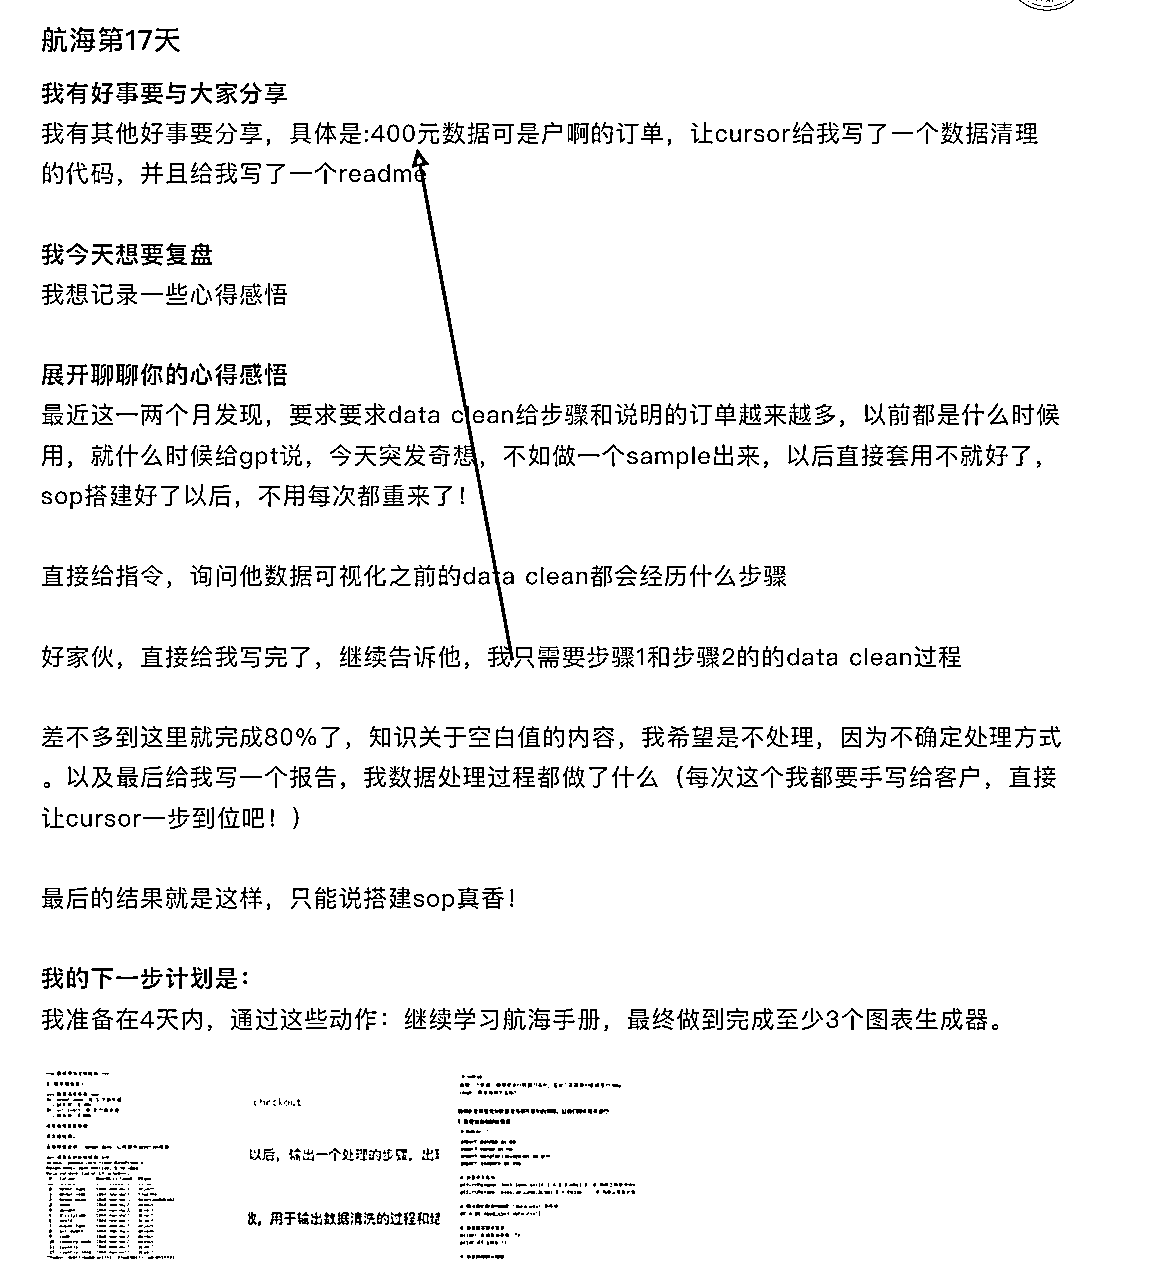 航海第17天
我有好事要与大家分享
我有其他好事要分享，具体是:400元数据可是户啊的订单，让cursor给我写了一个数据清理
的代码，并且给我写了一个readme
我今天想要复盘
我想记录一些心得感悟
展开聊聊你的心得感悟
最近这一两个月发现，要求要求data clean给步骤和说明的订单越来越多，以前都是什么时候
用，就什么时候给gpt说，今天突发奇想，不如做一个sample出来，以后直接套用不就好了，
sop搭建好了以后，不用每次都重来了！
直接给指令，询问他数据可视化之前的data clean都会经历什么步骤
好家伙，直接给我写完了，继续告诉他，我只需要步骤1和步骤2的的data clean过程
差不多到这里就完成80%了，知识关于空白值的内容，我希望是不处理，因为不确定处理方式
。以及最后给我写一个报告，我数据处理过程都做了什么（每次这个我都要手写给客户，直接
让cursor一步到位吧！）
最后的结果就是这样，只能说搭建sop真香！
我的下一步计划是：
我准备在4天内，通过这些动作：继续学习航海手册，最终做到完成至少3个图表生成器。
checkout
以后，输出一个处理的步骤，出现
用于输出数据清洗的过程和结